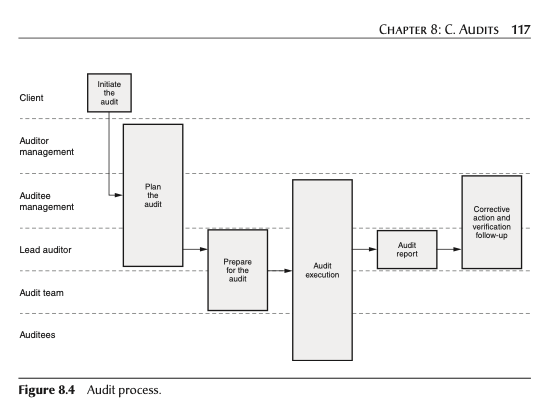 CHAPTER 8: C. AUDITS 117
Client
Initiate
the
audit
Auditor
management
Plan
the
audit
Auditee
management
Corrective
action and
verification
follow-up
Lead auditor
Prepare
for the
audit
Audit
execution
Audit
report
Audit team
Auditees
Figure 8.4 Audit process.